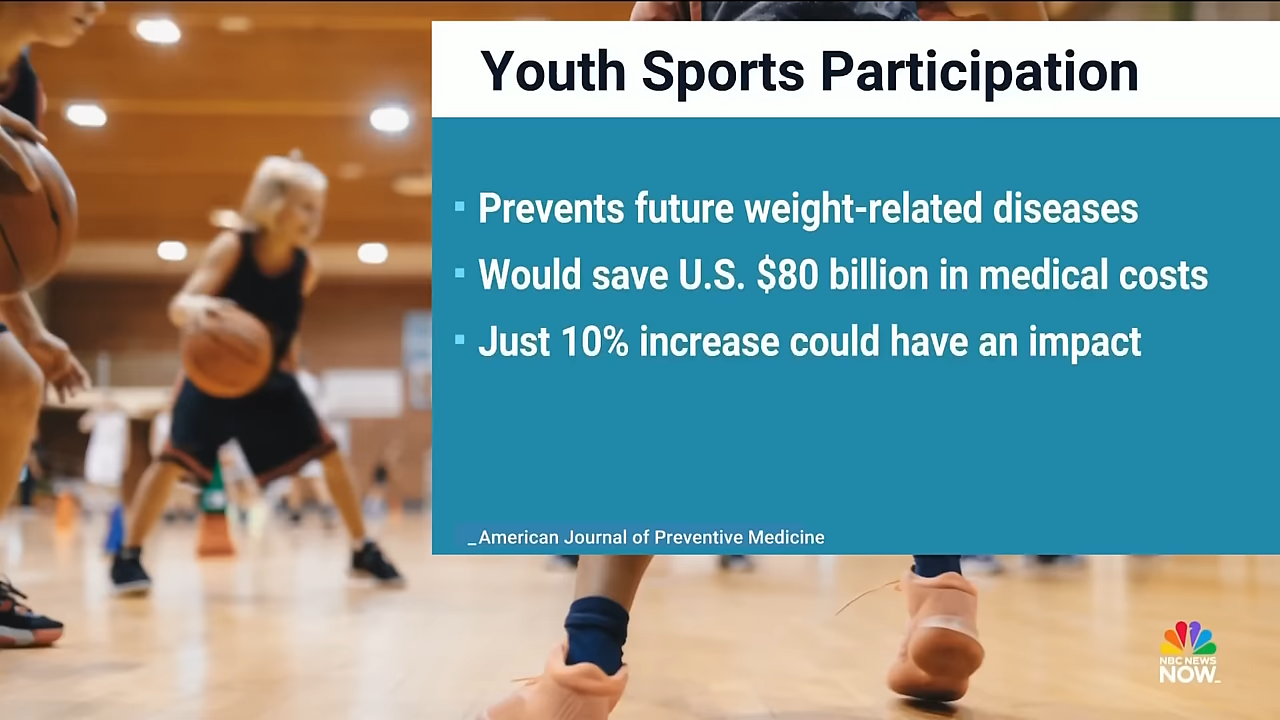 Youth Sports Participation
▪ Prevents future weight-related diseases
▪ Would save U.S. $80 billion in medical costs
▪ Just 10% increase could have an impact
_American Journal of Preventive Medicine
NBC NEWS
NOW_